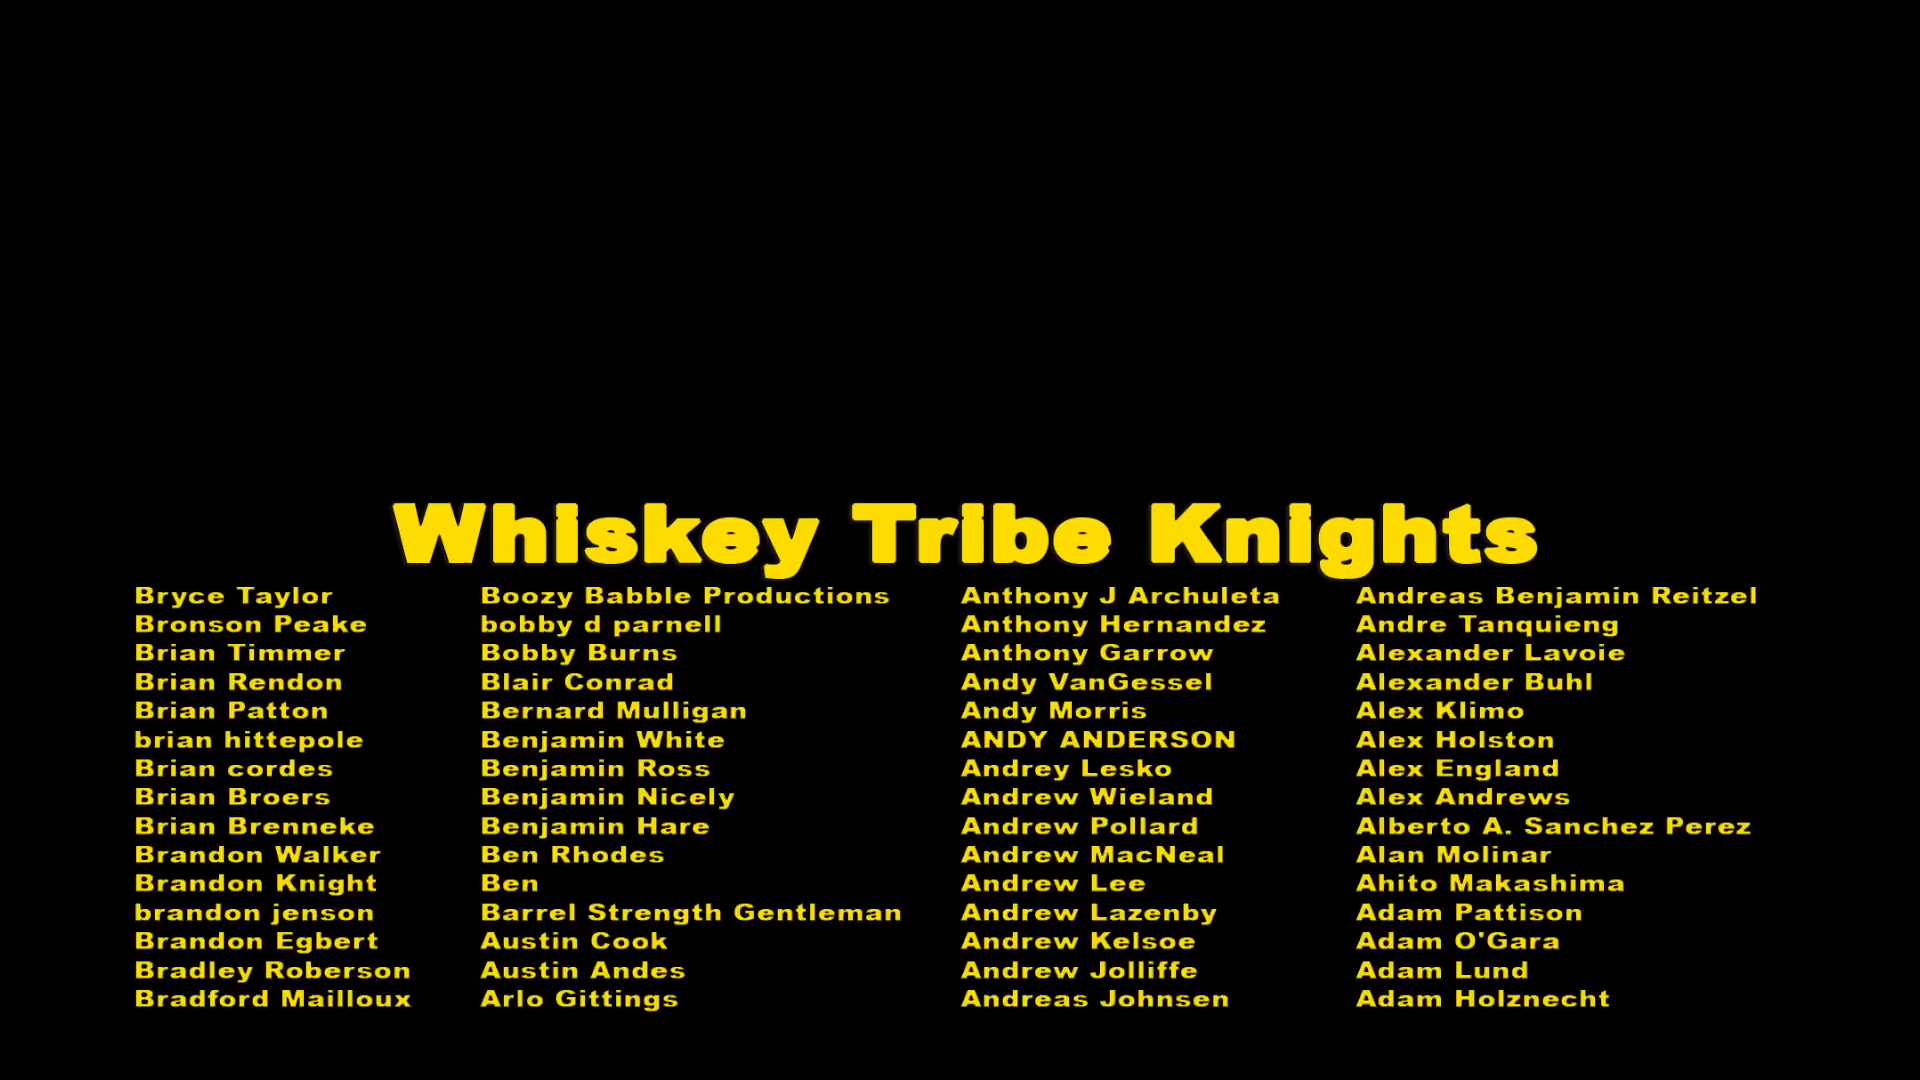 Whiskey Tribe Knights
Bryce Taylor
Bronson Peake
Brian Timmer
Brian Rendon
Brian Patton
brian hittepole
Brian cordes
Brian Broers
Brian Brenneke
Brandon Walker
Brandon Knight
brandon jenson
Brandon Egbert
Bradley Roberson
Bradford Mailloux
Boozy Babble Productions
bobby d parnell
Bobby Burns
Blair Conrad
Bernard Mulligan
Benjamin White
Benjamin Ross
Benjamin Nicely
Benjamin Hare
Ben Rhodes
Ben
Barrel Strength Gentleman
Austin Cook
Austin Andes
Arlo Gittings
Anthony J Archuleta
Anthony Hernandez
Anthony Garrow
Andy VanGessel
Andy Morris
ANDY ANDERSON
Andrey Lesko
Andrew Wieland
Andrew Pollard
Andrew MacNeal
Andrew Lee
Andrew Lazenby
Andrew Kelsoe
Andrew Jolliffe
Andreas Johnsen
Andreas Benjamin Reitzel
Andre Tanquieng
Alexander Lavoie
Alexander Buhl
Alex Klimo
Alex Holston
Alex England
Alex Andrews
Alberto A. Sanchez Perez
Alan Molinar
Ahito Makashima
Adam Pattison
Adam O'Gara
Adam Lund
Adam Holznecht